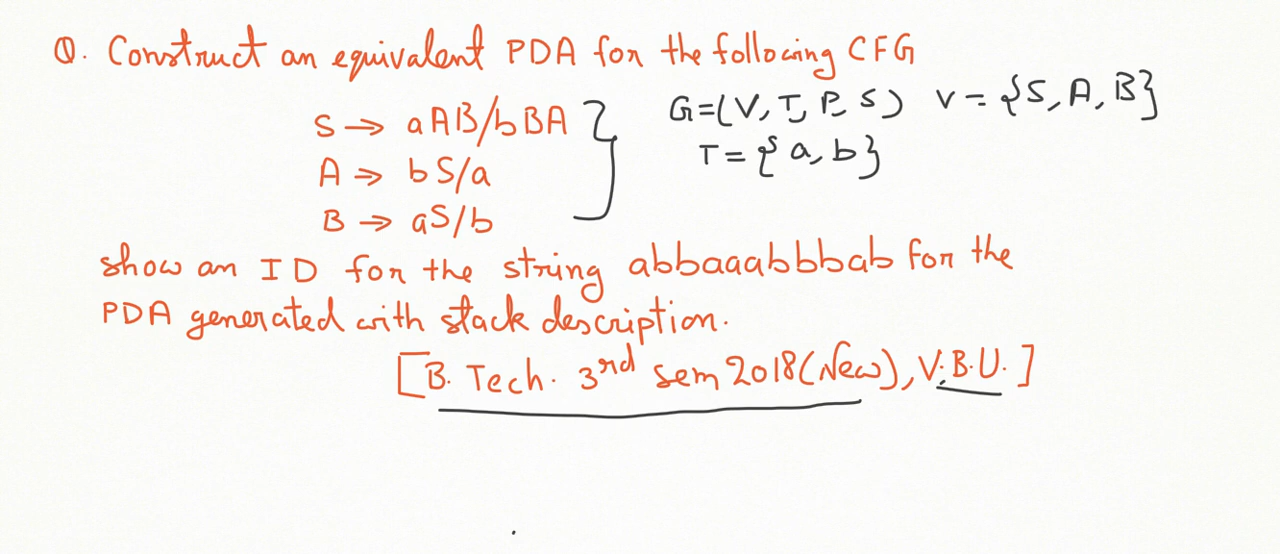 Q. Construct an equivalent PDA for the following CFG
S → aAB/bBA
A → bS/a
B → aS/b
G=(V, T, P, S) V = {S, A, B}
T = {a, b}
show an ID for the string abbaaabbbab for the
PDA generated with stack description.
[B. Tech. 3rd sem 2018(New), V.B.U.]